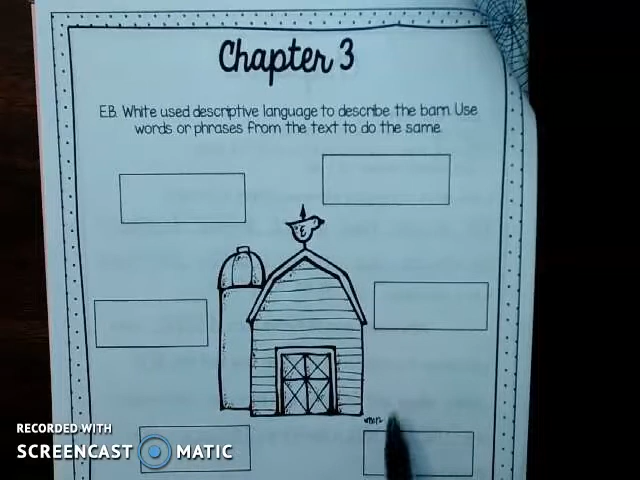 Chapter 3
E.B. White used descriptive language to describe the barn. Use
words or phrases from the text to do the same.
E
RECORDED WITH
SCREENCAST MATIC